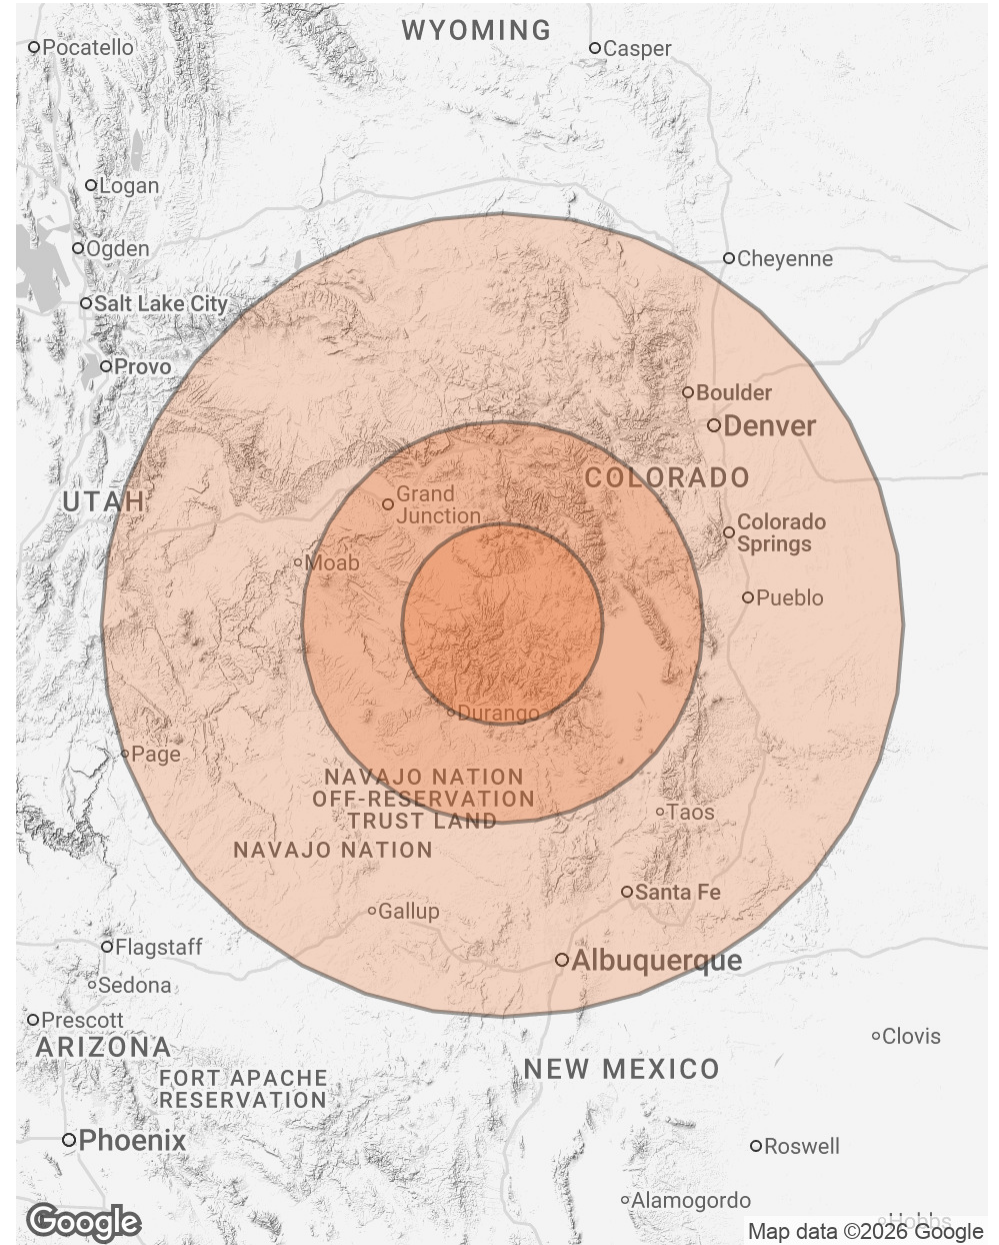 WYOMING
Pocatello
Casper
Logan
Ogden
Cheyenne
Salt Lake City
Provo
Boulder
Denver
COLORADO
UTAH
Grand
Junction
Colorado
Springs
Moab
Pueblo
Durango
Page
NAVAJO NATION
OFF-RESERVATION
TRUST LAND
Taos
NAVAJO NATION
Santa Fe
Gallup
Flagstaff
Albuquerque
Sedona
Prescott
Clovis
ARIZONA
NEW MEXICO
FORT APACHE
RESERVATION
Phoenix
Roswell
Alamogordo
Hobbs
Google
Map data ©2026 Google